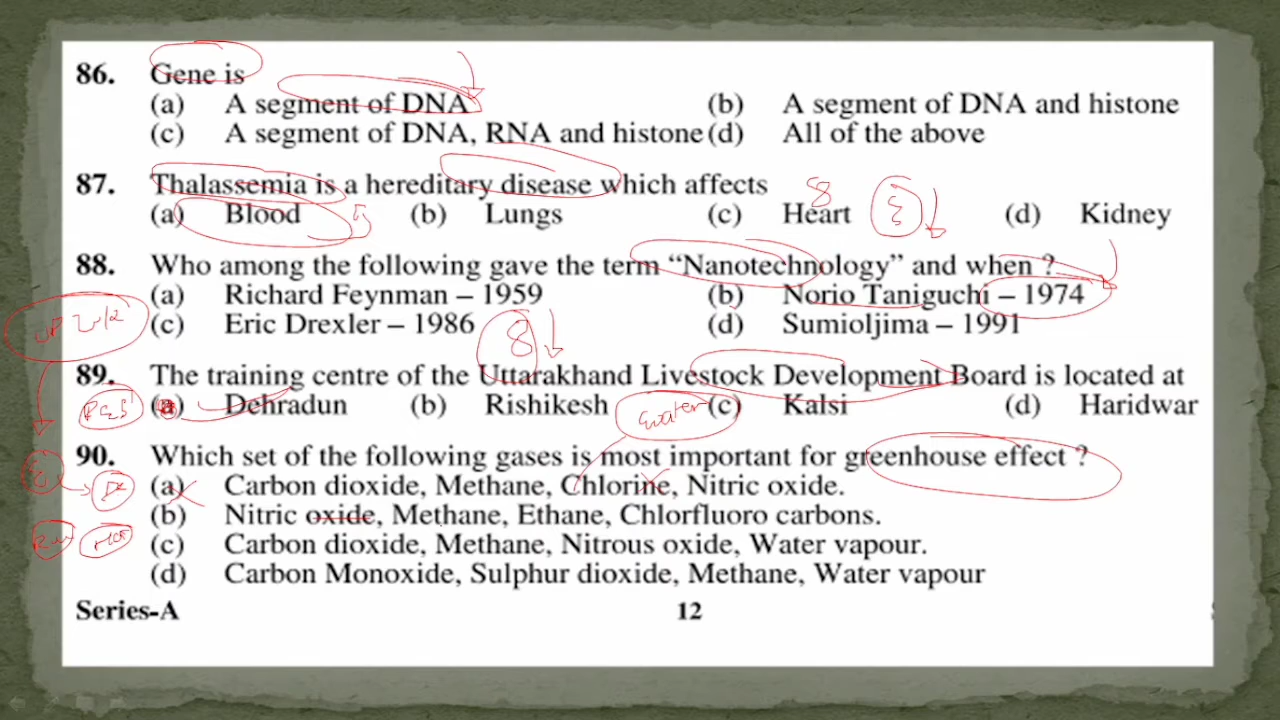 86. Gene is
(a) A segment of DNA (b) A segment of DNA and histone
(c) A segment of DNA, RNA and histone (d) All of the above
87. Thalassemia is a hereditary disease which affects
(a) Blood (b) Lungs (c) Heart (d) Kidney
8
88. Who among the following gave the term “Nanotechnology” and when ?
(a) Richard Feynman – 1959 (b) Norio Taniguchi – 1974
(c) Eric Drexler – 1986 (d) Sumioljima – 1991
8
89. The training centre of the Uttarakhand Livestock Development Board is located at
(a) Dehradun (b) Rishikesh (c) Kalsi (d) Haridwar
water
90. Which set of the following gases is most important for greenhouse effect ?
(a) Carbon dioxide, Methane, Chlorine, Nitric oxide.
(b) Nitric oxide, Methane, Ethane, Chlorfluoro carbons.
(c) Carbon dioxide, Methane, Nitrous oxide, Water vapour.
(d) Carbon Monoxide, Sulphur dioxide, Methane, Water vapour
Series-A 12